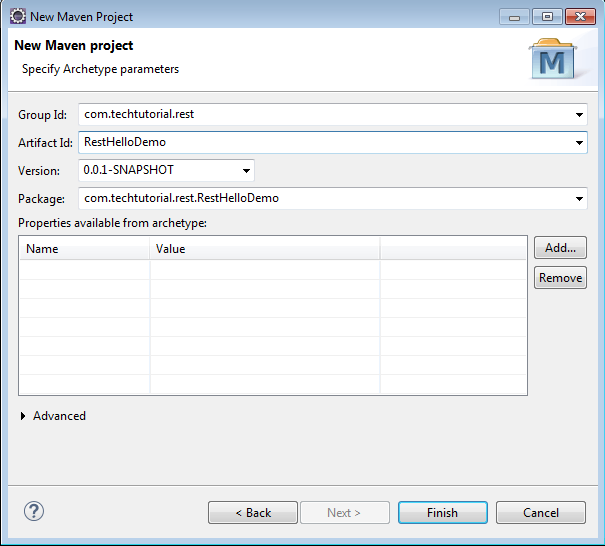 New Maven Project
New Maven project
Specify Archetype parameters
M
Group Id: com.techtutorial.rest
Artifact Id: RestHelloDemo
Version: 0.0.1-SNAPSHOT
Package: com.techtutorial.rest.RestHelloDemo
Properties available from archetype:
Name Value
Add...
Remove
Advanced
? < Back Next > Finish Cancel